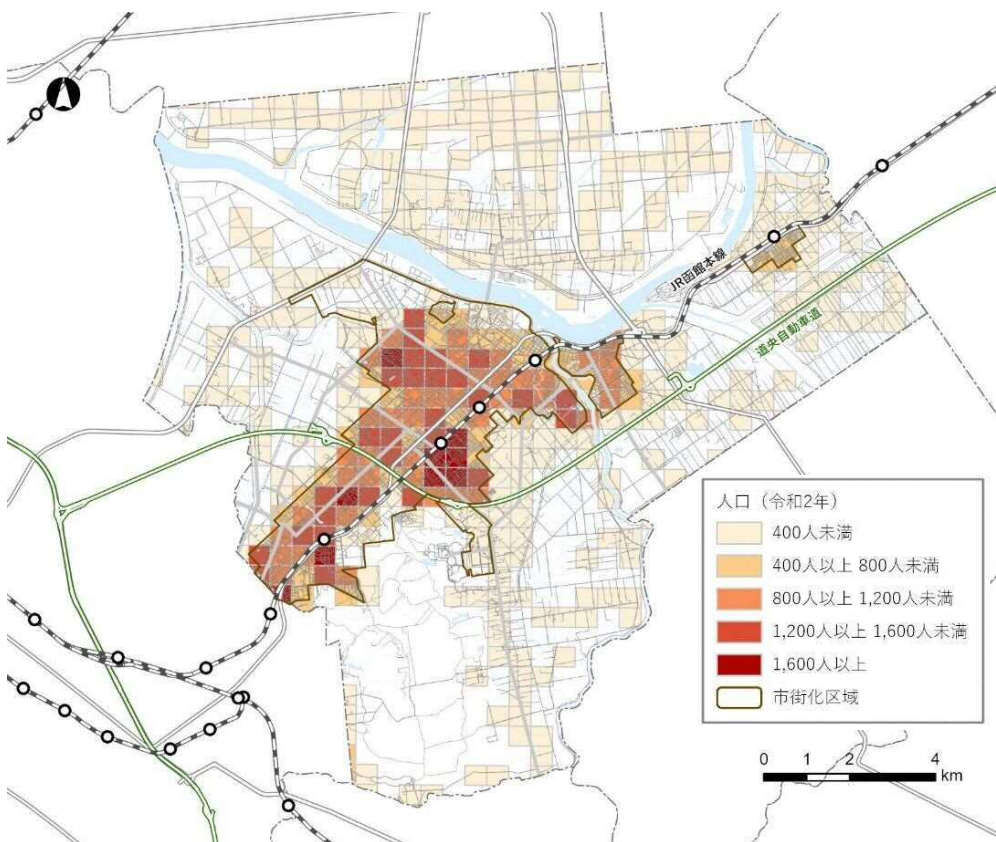 JR函館本線
道央自動車道
人口（令和2年）
400人未満
400人以上 800人未満
800人以上 1,200人未満
1,200人以上 1,600人未満
1,600人以上
市街化区域
0 1 2 4
km